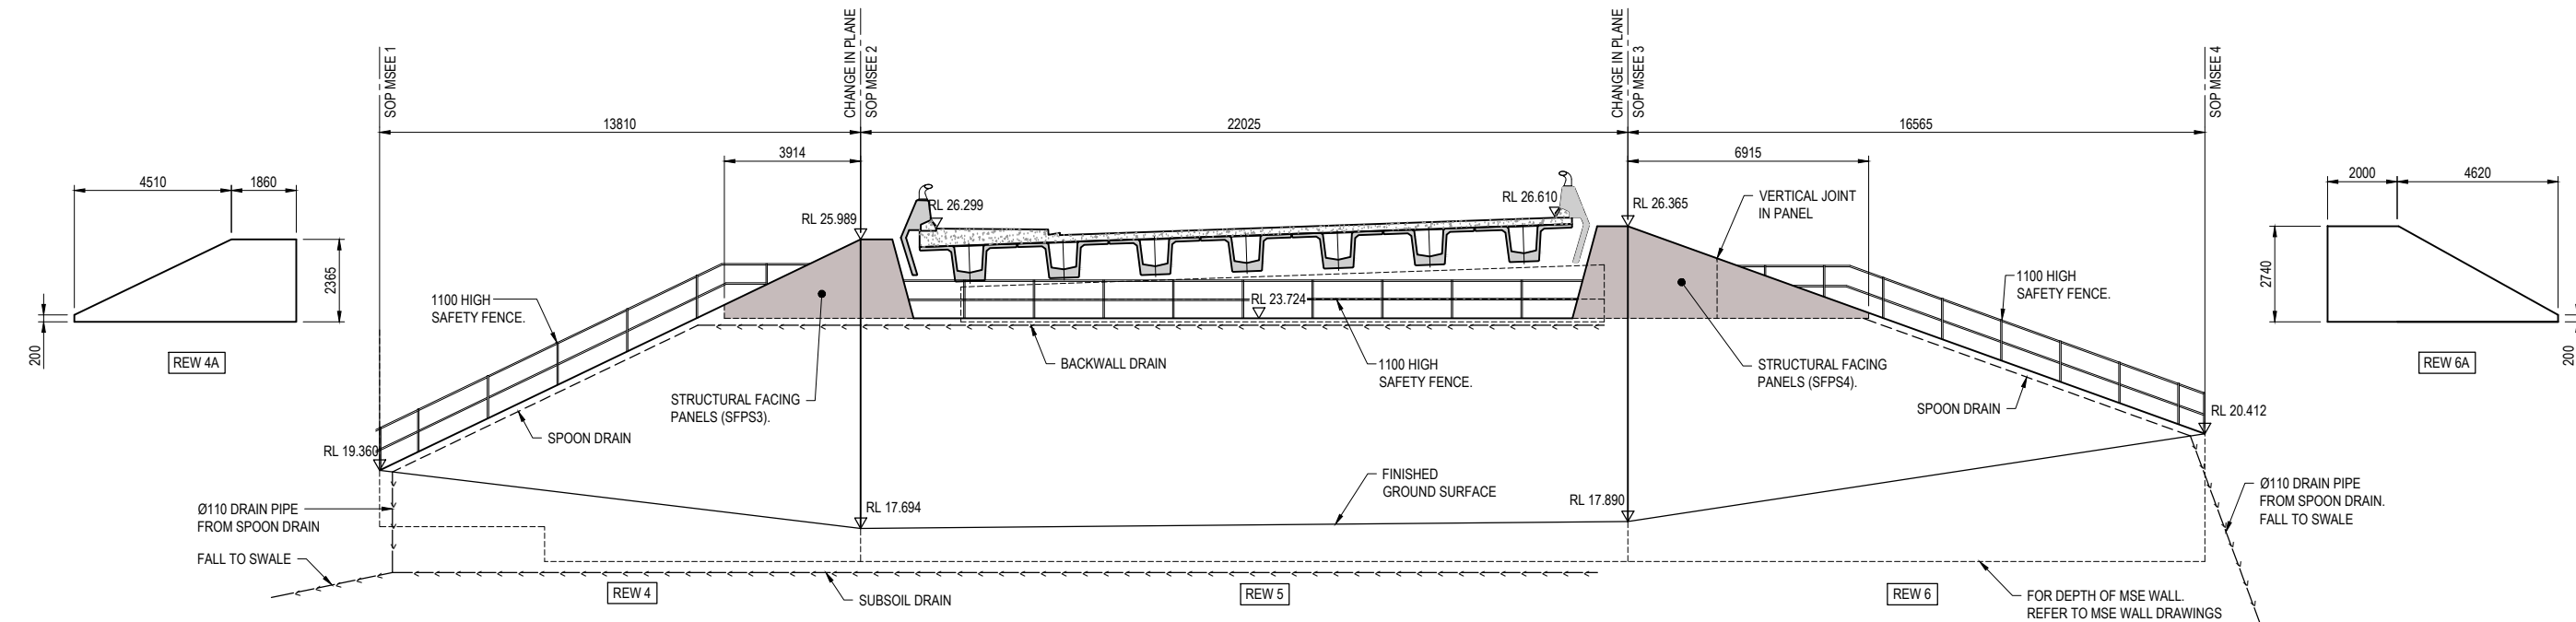 SOP MSEE 1
CHANGE IN PLANE
SOP MSEE 2
CHANGE IN PLANE
SOP MSEE 3
SOP MSEE 4
13810
22025
16565
3914
6915
4510
1860
2365
200
REW 4A
2000
4620
2740
200
REW 6A
RL 25.989
RL 26.299
RL 26.610
RL 26.365
VERTICAL JOINT
IN PANEL
1100 HIGH
SAFETY FENCE.
RL 23.724
1100 HIGH
SAFETY FENCE.
BACKWALL DRAIN
1100 HIGH
SAFETY FENCE.
STRUCTURAL FACING
PANELS (SFPS3).
STRUCTURAL FACING
PANELS (SFPS4).
SPOON DRAIN
SPOON DRAIN
RL 20.412
RL 19.360
FINISHED
GROUND SURFACE
RL 17.694
RL 17.890
Ø110 DRAIN PIPE
FROM SPOON DRAIN
FALL TO SWALE
Ø110 DRAIN PIPE
FROM SPOON DRAIN.
FALL TO SWALE
REW 4
SUBSOIL DRAIN
REW 5
REW 6
FOR DEPTH OF MSE WALL.
REFER TO MSE WALL DRAWINGS